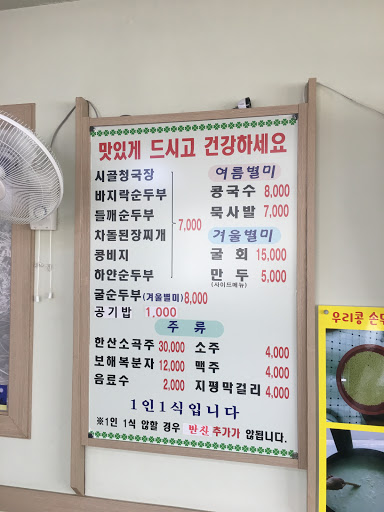 맛있게 드시고 건강하세요
시골청국장
바지락순두부
들깨순두부
차돌된장찌개
콩비지
하얀순두부
7,000
굴순두부(겨울별미) 8,000
공기밥 1,000
여름별미
콩국수 8,000
묵사발 7,000
겨울별미
굴 회 15,000
만 두 5,000
(사이드메뉴)
주 류
한산소곡주 30,000
보해복분자 12,000
음료수 2,000
소주 4,000
맥주 4,000
지평막걸리 4,000
1인1식입니다
※1인 1식 않할 경우 반찬 추가가 않됩니다.
우리콩 손두